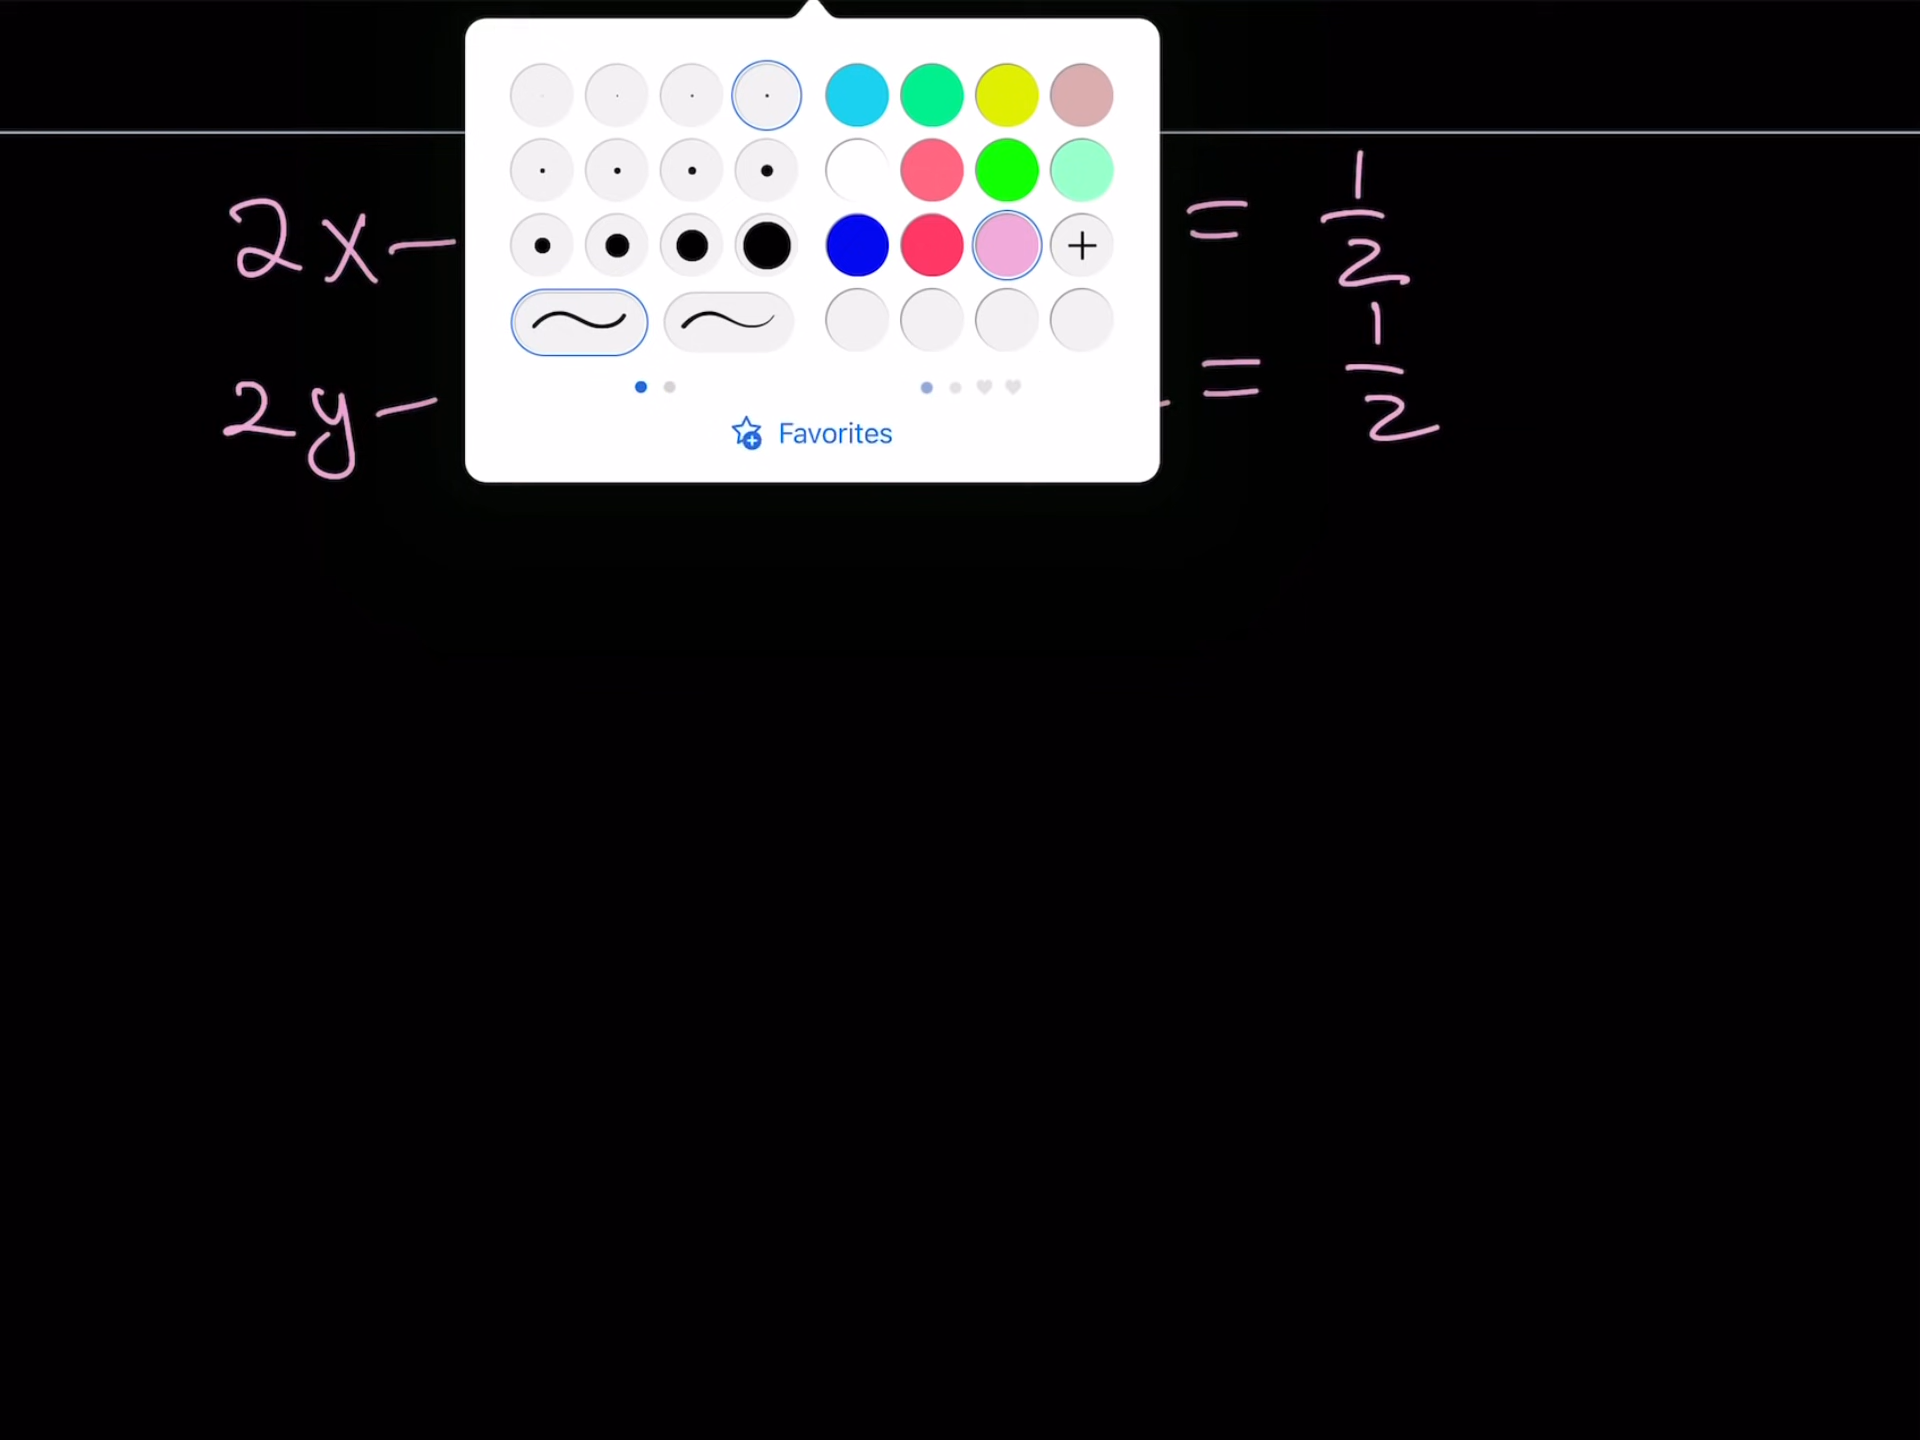 2x- = 1/2
2y- - = 1/2
Favorites